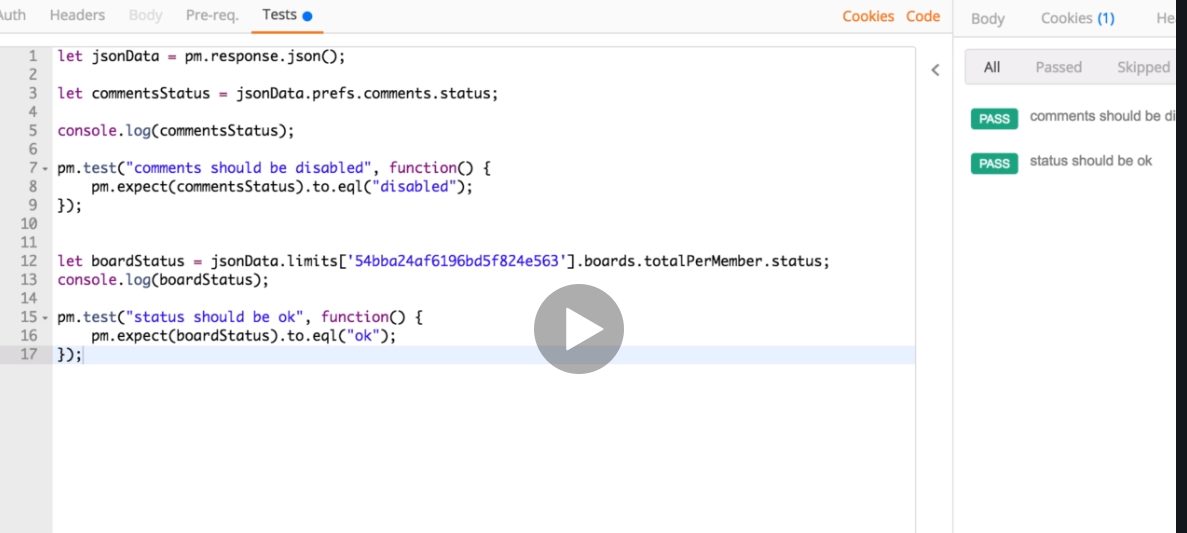 Auth Headers Body Pre-req. Tests Cookies Code
Body Cookies (1) He
1 let jsonData = pm.response.json();
2
3 let commentsStatus = jsonData.prefs.comments.status;
4
5 console.log(commentsStatus);
6
7 pm.test("comments should be disabled", function() {
8 pm.expect(commentsStatus).to.eql("disabled");
9 });
10
11
12 let boardStatus = jsonData.limits['54bba24af6196bd5f824e563'].boards.totalPerMember.status;
13 console.log(boardStatus);
14
15 pm.test("status should be ok", function() {
16 pm.expect(boardStatus).to.eql("ok");
17 });
All Passed Skipped
PASS comments should be di
PASS status should be ok